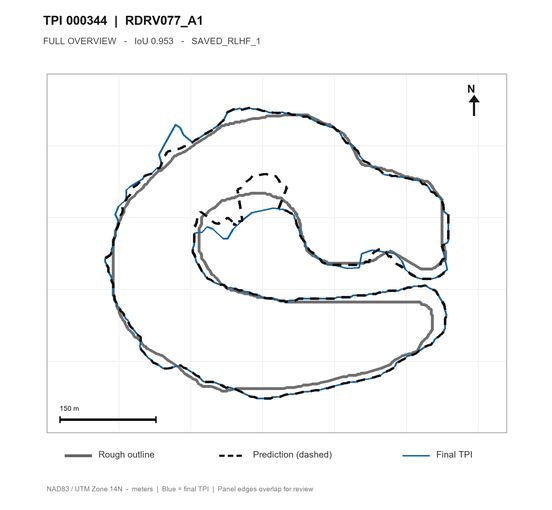 TPI 000344 | RDRV077_A1
FULL OVERVIEW - IoU 0.953 - SAVED_RLHF_1
N
150 m
Rough outline
Prediction (dashed)
Final TPI
NAD83 / UTM Zone 14N - meters | Blue = final TPI | Panel edges overlap for review